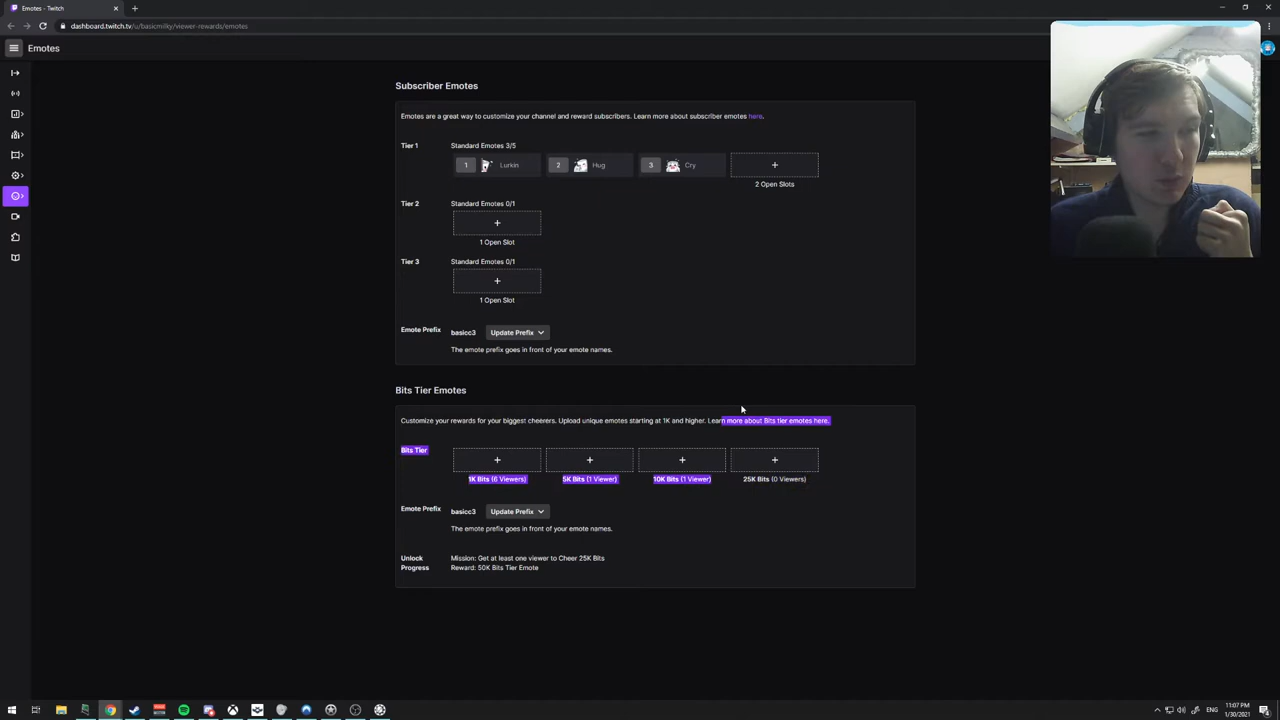 Emotes - Twitch
dashboard.twitch.tv/u/basicmilky/viewer-rewards/emotes
Emotes
Subscriber Emotes
Emotes are a great way to customize your channel and reward subscribers. Learn more about subscriber emotes here.
Tier 1
Standard Emotes 3/5
1 Lurkin
2 Hug
3 Cry
+
2 Open Slots
Tier 2
Standard Emotes 0/1
+
1 Open Slot
Tier 3
Standard Emotes 0/1
+
1 Open Slot
Emote Prefix
basicc3
Update Prefix
The emote prefix goes in front of your emote names.
Bits Tier Emotes
Customize your rewards for your biggest cheerers. Upload unique emotes starting at 1K and higher. Learn more about Bits tier emotes here.
Bits Tier
+ + + +
1K Bits (6 Viewers)
5K Bits (1 Viewer)
10K Bits (1 Viewer)
25K Bits (0 Viewers)
Emote Prefix
basicc3
Update Prefix
The emote prefix goes in front of your emote names.
Unlock Progress
Mission: Get at least one viewer to Cheer 25K Bits
Reward: 50K Bits Tier Emote
ENG
11:07 PM
1/30/2021